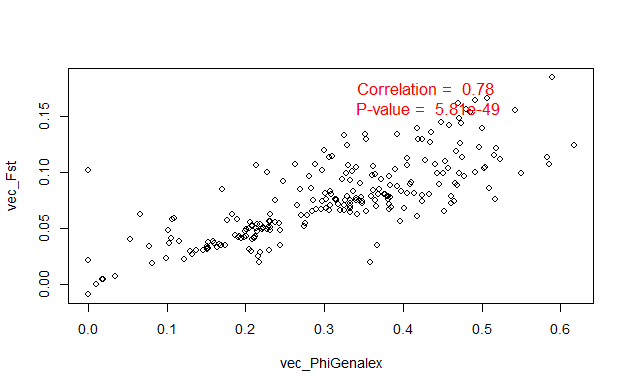 Correlation = 0.78
P-value = 5.81e-49
vec_Fst
0.15
0.10
0.05
0.00
0.0 0.1 0.2 0.3 0.4 0.5 0.6
vec_PhiGenalex